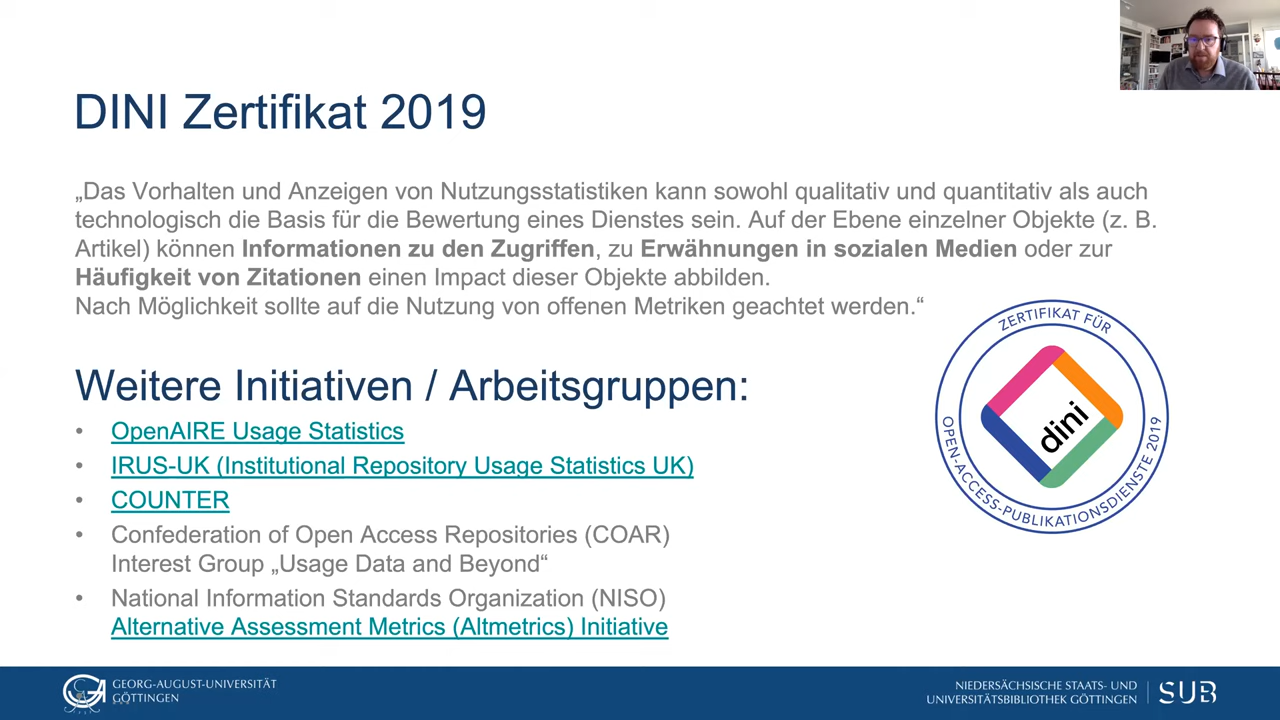 DINI Zertifikat 2019
„Das Vorhalten und Anzeigen von Nutzungsstatistiken kann sowohl qualitativ und quantitativ als auch
technologisch die Basis für die Bewertung eines Dienstes sein. Auf der Ebene einzelner Objekte (z. B.
Artikel) können Informationen zu den Zugriffen, zu Erwähnungen in sozialen Medien oder zur
Häufigkeit von Zitationen einen Impact dieser Objekte abbilden.
Nach Möglichkeit sollte auf die Nutzung von offenen Metriken geachtet werden.“
ZERTIFIKAT FÜR
dini
OPEN-ACCESS-PUBLIKATIONSDIENSTE 2019
Weitere Initiativen / Arbeitsgruppen:
• OpenAIRE Usage Statistics
• IRUS-UK (Institutional Repository Usage Statistics UK)
• COUNTER
• Confederation of Open Access Repositories (COAR)
Interest Group „Usage Data and Beyond“
• National Information Standards Organization (NISO)
Alternative Assessment Metrics (Altmetrics) Initiative
GEORG-AUGUST-UNIVERSITÄT
GÖTTINGEN
NIEDERSÄCHSISCHE STAATS- UND
UNIVERSITÄTSBIBLIOTHEK GÖTTINGEN
SUB